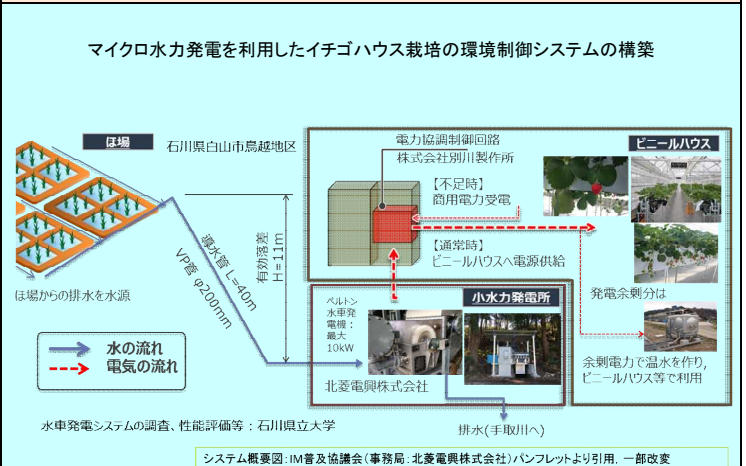 マイクロ水力発電を利用したイチゴハウス栽培の環境制御システムの構築
ほ場
石川県白山市鳥越地区
電力協調制御回路
株式会社別川製作所
ビニールハウス
【不足時】
商用電力受電
【通常時】
ビニールハウスへ電源供給
有効落差
H=11m
導水管 L=40m
VP管 φ200mm
ほ場からの排水を水源
発電余剰分は
ペルトン
水車発
電機:
最大
10kW
小水力発電所
水の流れ
電気の流れ
北菱電興株式会社
余剰電力で温水を作り,
ビニールハウス等で利用
水車発電システムの調査、性能評価等:石川県立大学
排水(手取川へ)
システム概要図:IM普及協議会(事務局:北菱電興株式会社)パンフレットより引用,一部改変